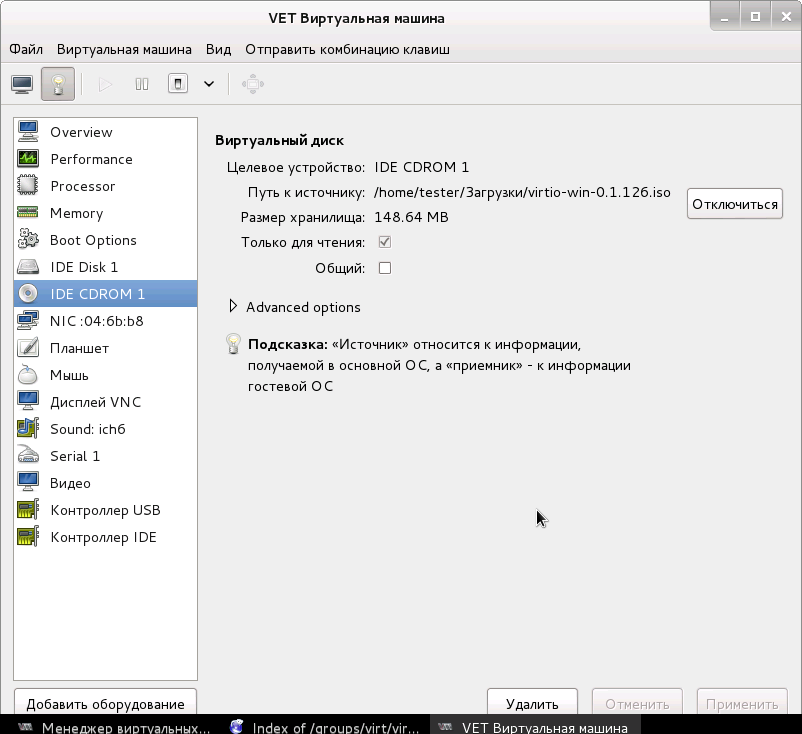 VET Виртуальная машина
Файл Виртуальная машина Вид Отправить комбинацию клавиш
Overview
Performance
Processor
Memory
Boot Options
IDE Disk 1
IDE CDROM 1
NIC :04:6b:b8
Планшет
Мышь
Дисплей VNC
Sound: ich6
Serial 1
Видео
Контроллер USB
Контроллер IDE
Добавить оборудование
Виртуальный диск
Целевое устройство: IDE CDROM 1
Путь к источнику: /home/tester/Загрузки/virtio-win-0.1.126.iso
Отключиться
Размер хранилища: 148.64 MB
Только для чтения:
Общий:
Advanced options
Подсказка: «Источник» относится к информации,
получаемой в основной ОС, а «приемник» - к информации
гостевой ОС
Удалить Отменить Применить
Менеджер виртуальных... Index of /groups/virt/vir... VET Виртуальная машина